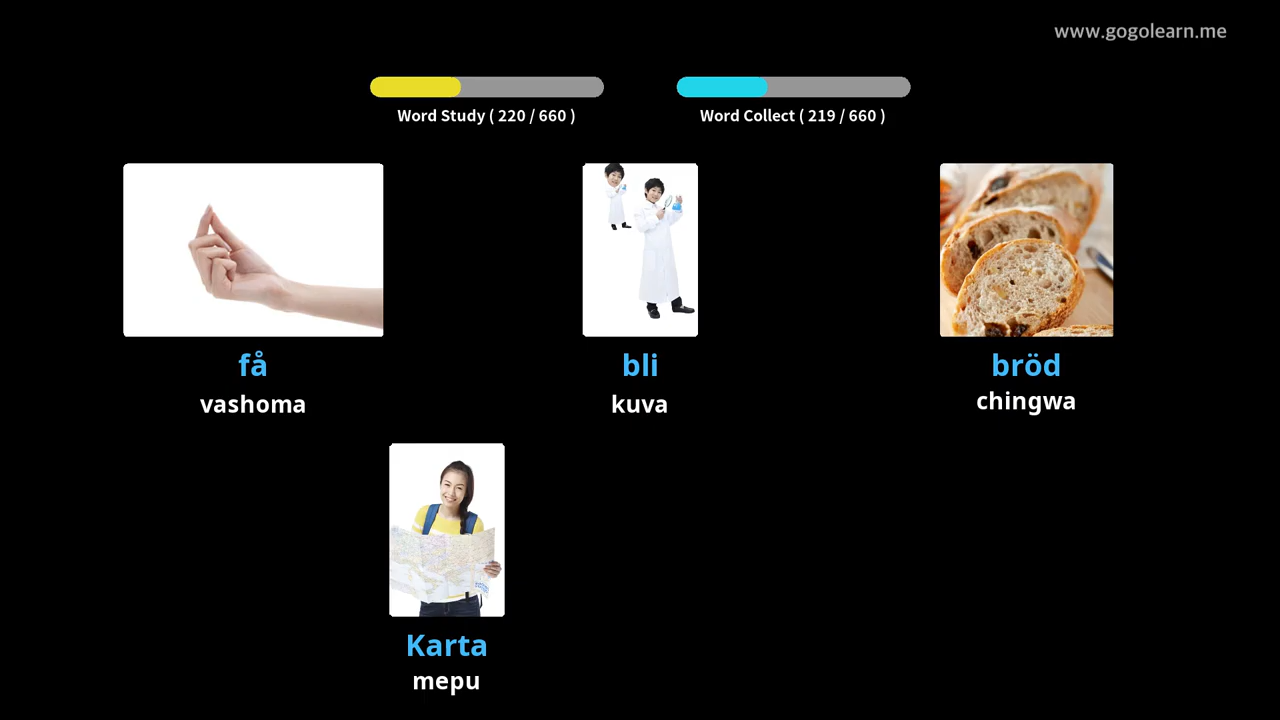 www.gogolearn.me
Word Study ( 220 / 660 )
Word Collect ( 219 / 660 )
få
bli
bröd
vashoma
kuva
chingwa
Karta
mepu